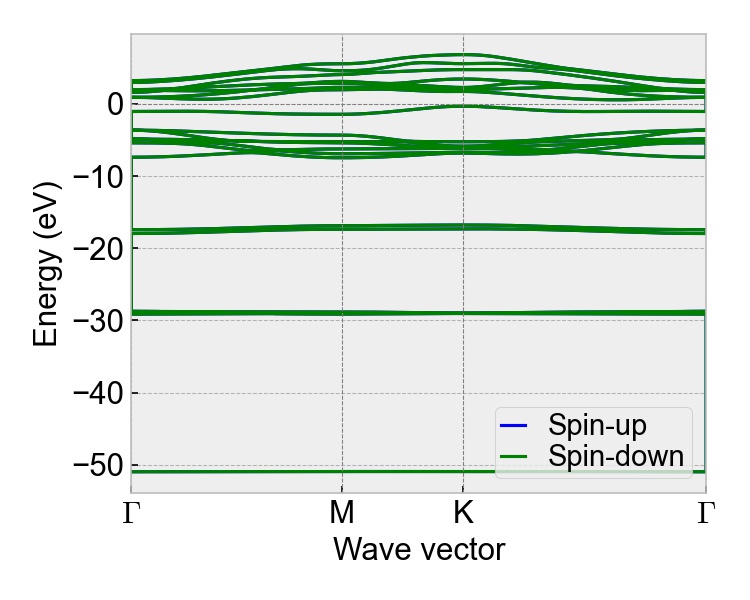 0
−10
−20
−30
−40
−50
Energy (eV)
Spin-up
Spin-down
Γ M K Γ
Wave vector